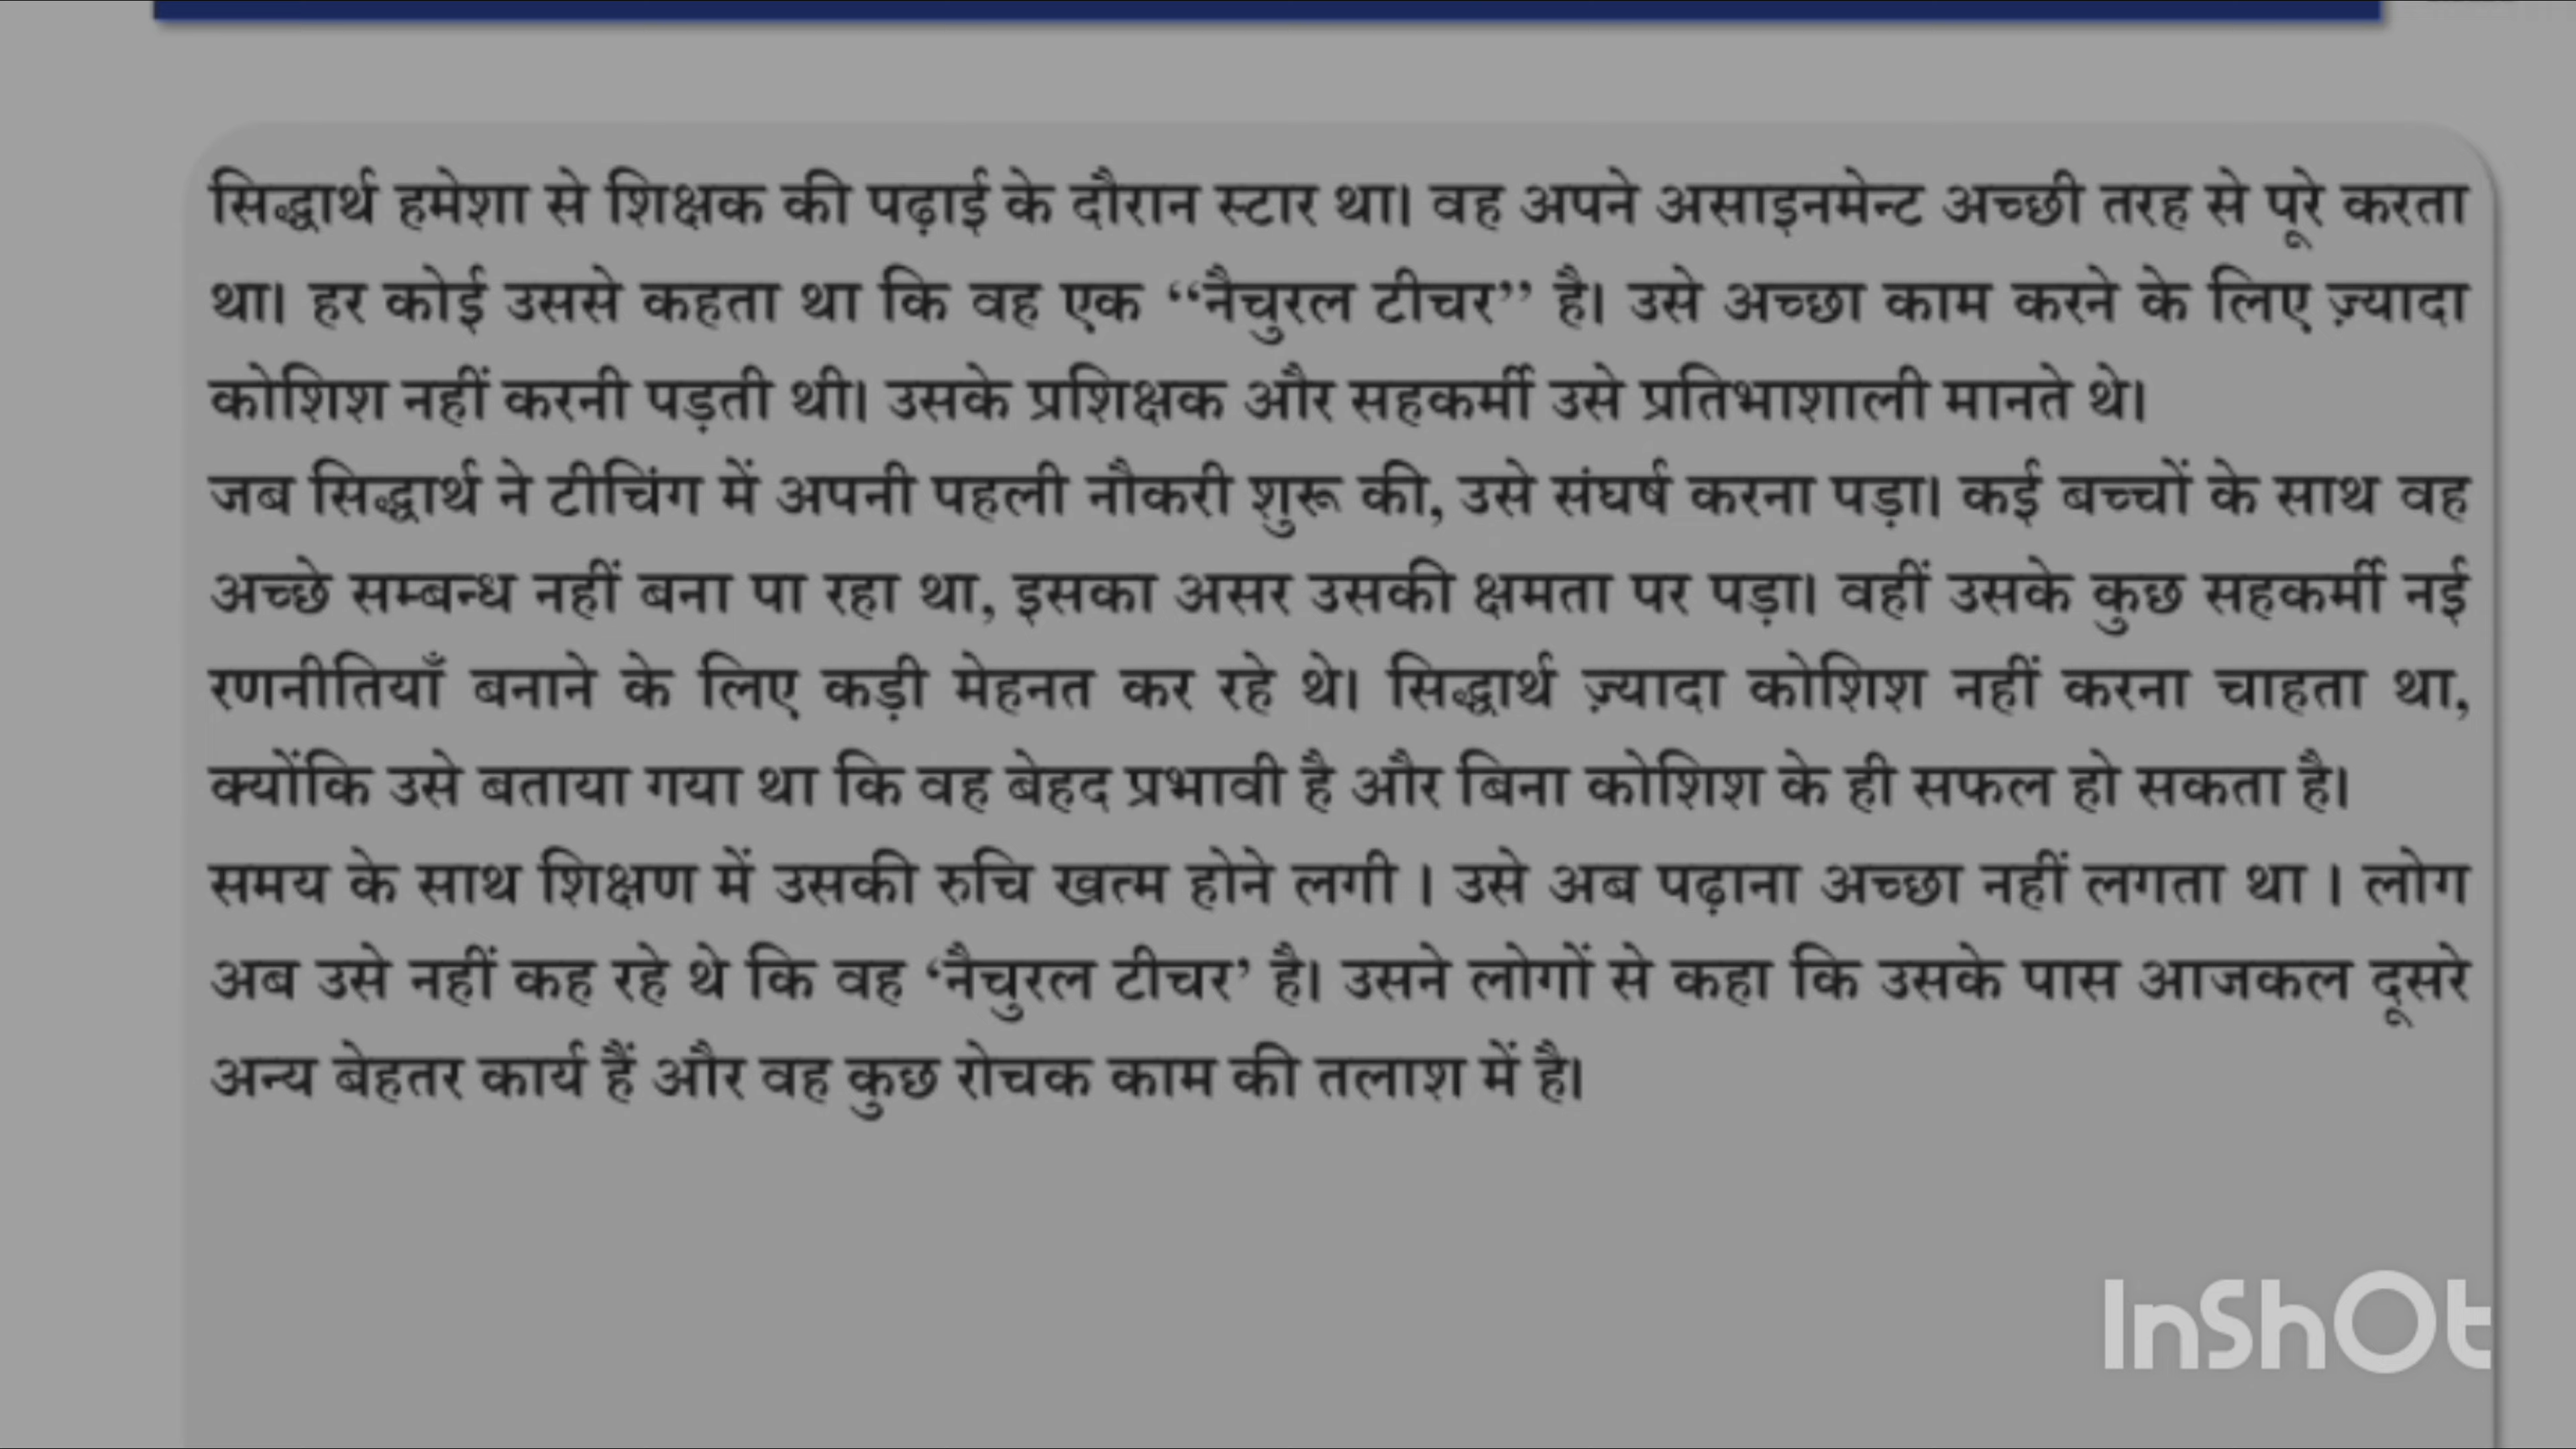 सिद्धार्थ हमेशा से शिक्षक की पढ़ाई के दौरान स्टार था। वह अपने असाइनमेन्ट अच्छी तरह से पूरे करता
था। हर कोई उससे कहता था कि वह एक “नैचुरल टीचर” है। उसे अच्छा काम करने के लिए ज़्यादा
कोशिश नहीं करनी पड़ती थी। उसके प्रशिक्षक और सहकर्मी उसे प्रतिभाशाली मानते थे।
जब सिद्धार्थ ने टीचिंग में अपनी पहली नौकरी शुरू की, उसे संघर्ष करना पड़ा। कई बच्चों के साथ वह
अच्छे सम्बन्ध नहीं बना पा रहा था, इसका असर उसकी क्षमता पर पड़ा। वहीं उसके कुछ सहकर्मी नई
रणनीतियाँ बनाने के लिए कड़ी मेहनत कर रहे थे। सिद्धार्थ ज़्यादा कोशिश नहीं करना चाहता था,
क्योंकि उसे बताया गया था कि वह बेहद प्रभावी है और बिना कोशिश के ही सफल हो सकता है।
समय के साथ शिक्षण में उसकी रुचि खत्म होने लगी । उसे अब पढ़ाना अच्छा नहीं लगता था । लोग
अब उसे नहीं कह रहे थे कि वह ‘नैचुरल टीचर’ है। उसने लोगों से कहा कि उसके पास आजकल दूसरे
अन्य बेहतर कार्य हैं और वह कुछ रोचक काम की तलाश में है।
InShOt